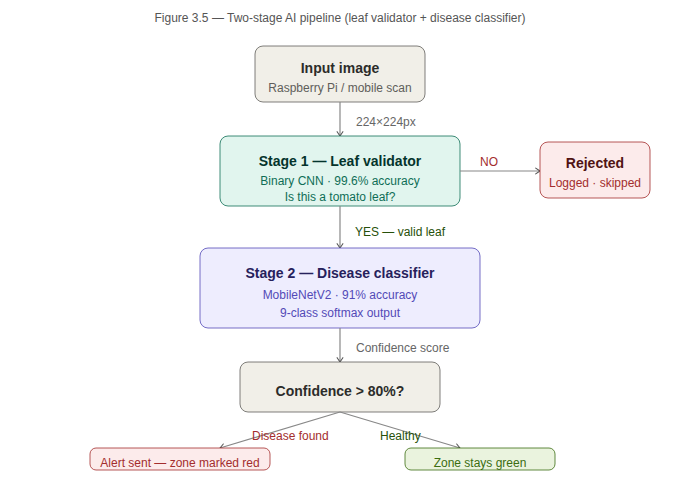 Figure 3.5 — Two-stage AI pipeline (leaf validator + disease classifier)
Input image
Raspberry Pi / mobile scan
224×224px
Stage 1 — Leaf validator
Binary CNN · 99.6% accuracy
Is this a tomato leaf?
NO
Rejected
Logged · skipped
YES — valid leaf
Stage 2 — Disease classifier
MobileNetV2 · 91% accuracy
9-class softmax output
Confidence score
Confidence > 80%?
Disease found
Healthy
Alert sent — zone marked red
Zone stays green